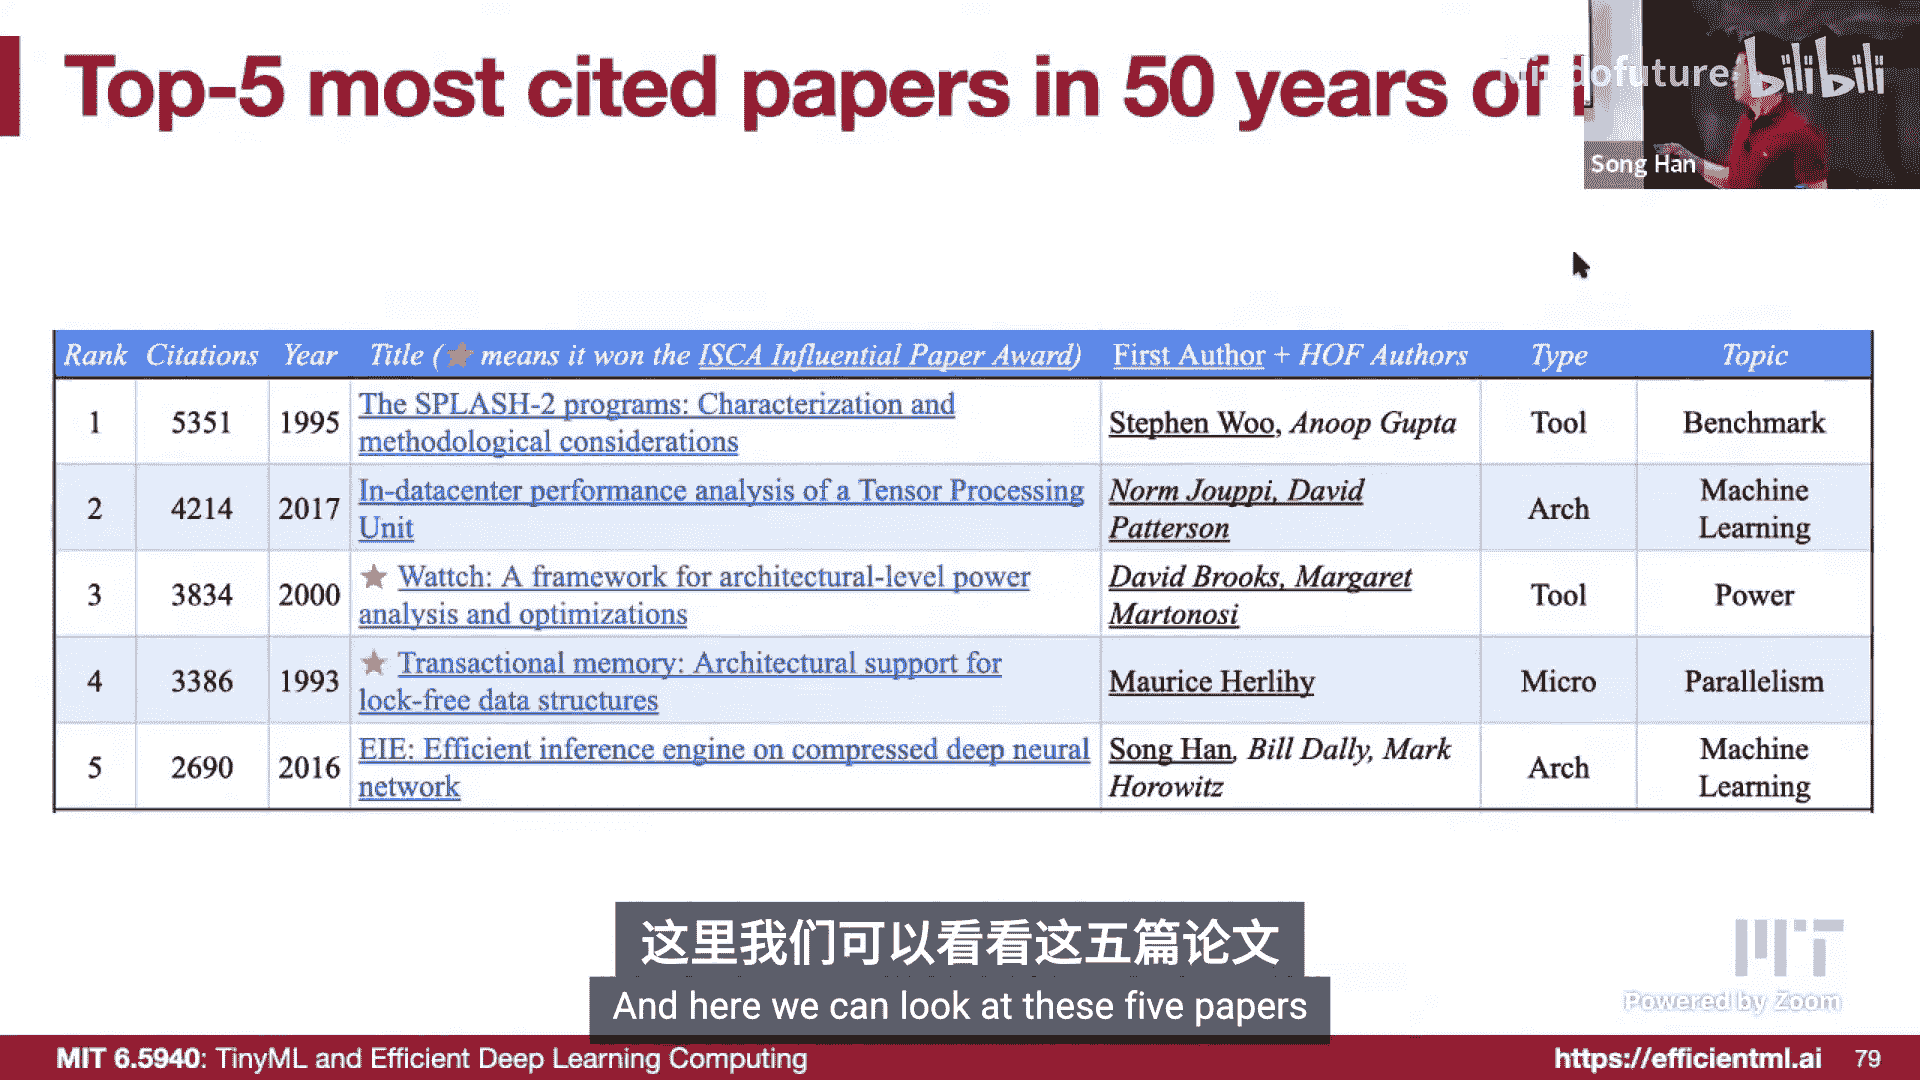 Top-5 most cited papers in 50 years of
bilibili
Song Han
Rank Citations Year Title (★ means it won the ISCA Influential Paper Award) First Author + HOF Authors Type Topic
1 5351 1995 The SPLASH-2 programs: Characterization and methodological considerations Stephen Woo, Anoop Gupta Tool Benchmark
2 4214 2017 In-datacenter performance analysis of a Tensor Processing Unit Norm Jouppi, David Patterson Arch Machine Learning
3 3834 2000 ★ Wattch: A framework for architectural-level power analysis and optimizations David Brooks, Margaret Martonosi Tool Power
4 3386 1993 ★ Transactional memory: Architectural support for lock-free data structures Maurice Herlihy Micro Parallelism
5 2690 2016 EIE: Efficient inference engine on compressed deep neural network Song Han, Bill Dally, Mark Horowitz Arch Machine Learning
这里我们可以看看这五篇论文
And here we can look at these five papers
MIT
Powered by Zoom
MIT 6.5940: TinyML and Efficient Deep Learning Computing
https://efficientml.ai 79